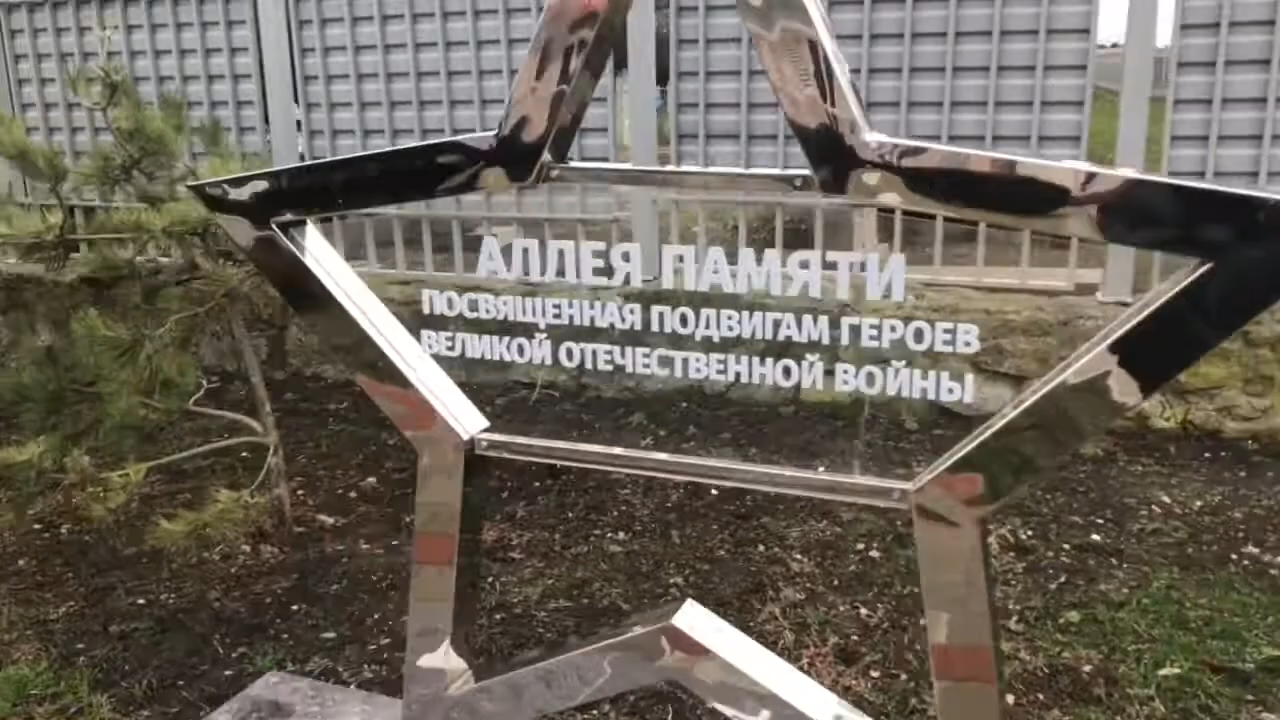 АЛЛЕЯ ПАМЯТИ
ПОСВЯЩЕННАЯ ПОДВИГАМ ГЕРОЕВ
ВЕЛИКОЙ ОТЕЧЕСТВЕННОЙ ВОЙНЫ